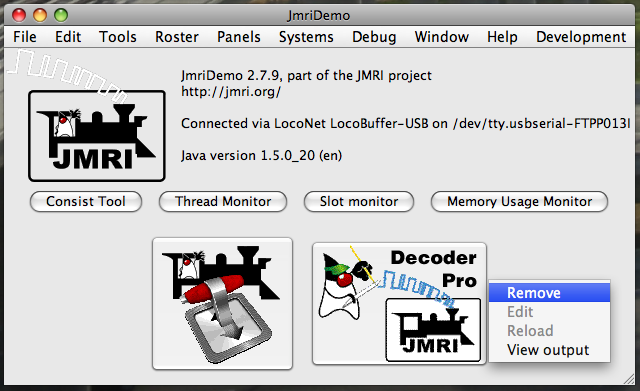 JmriDemo
File Edit Tools Roster Panels Systems Debug Window Help Development
JmriDemo 2.7.9, part of the JMRI project
http://jmri.org/
Connected via LocoNet LocoBuffer-USB on /dev/tty.usbserial-FTPP013
Java version 1.5.0_20 (en)
JMRI
Consist Tool Thread Monitor Slot monitor Memory Usage Monitor
Decoder
Pro
JMRI
Remove
Edit
Reload
View output